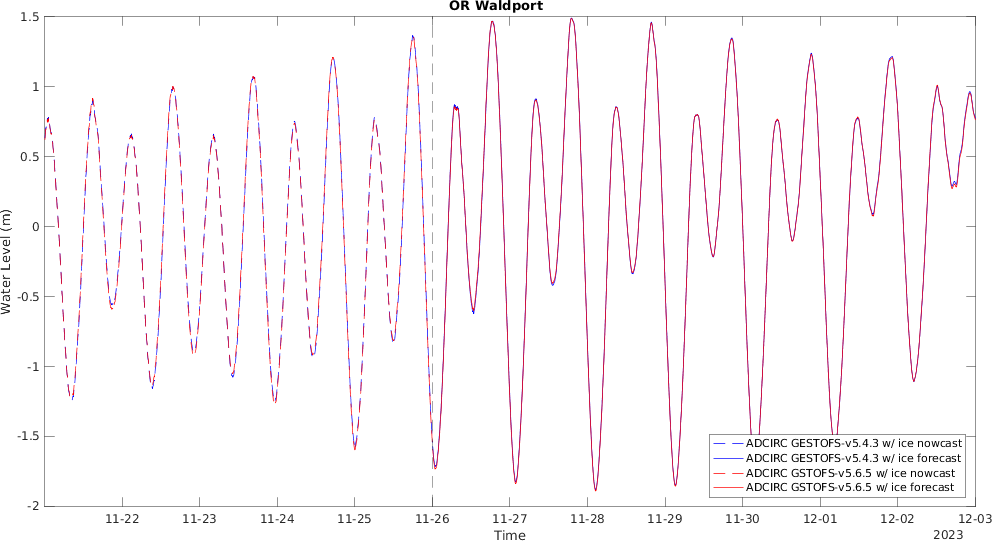 OR Waldport
1.5
1
0.5
0
-0.5
-1
-1.5
-2
Water Level (m)
11-22 11-23 11-24 11-25 11-26 11-27 11-28 11-29 11-30 12-01 12-02 12-03
Time
2023
ADCIRC GESTOFS-v5.4.3 w/ ice nowcast
ADCIRC GESTOFS-v5.4.3 w/ ice forecast
ADCIRC GSTOFS-v5.6.5 w/ ice nowcast
ADCIRC GSTOFS-v5.6.5 w/ ice forecast